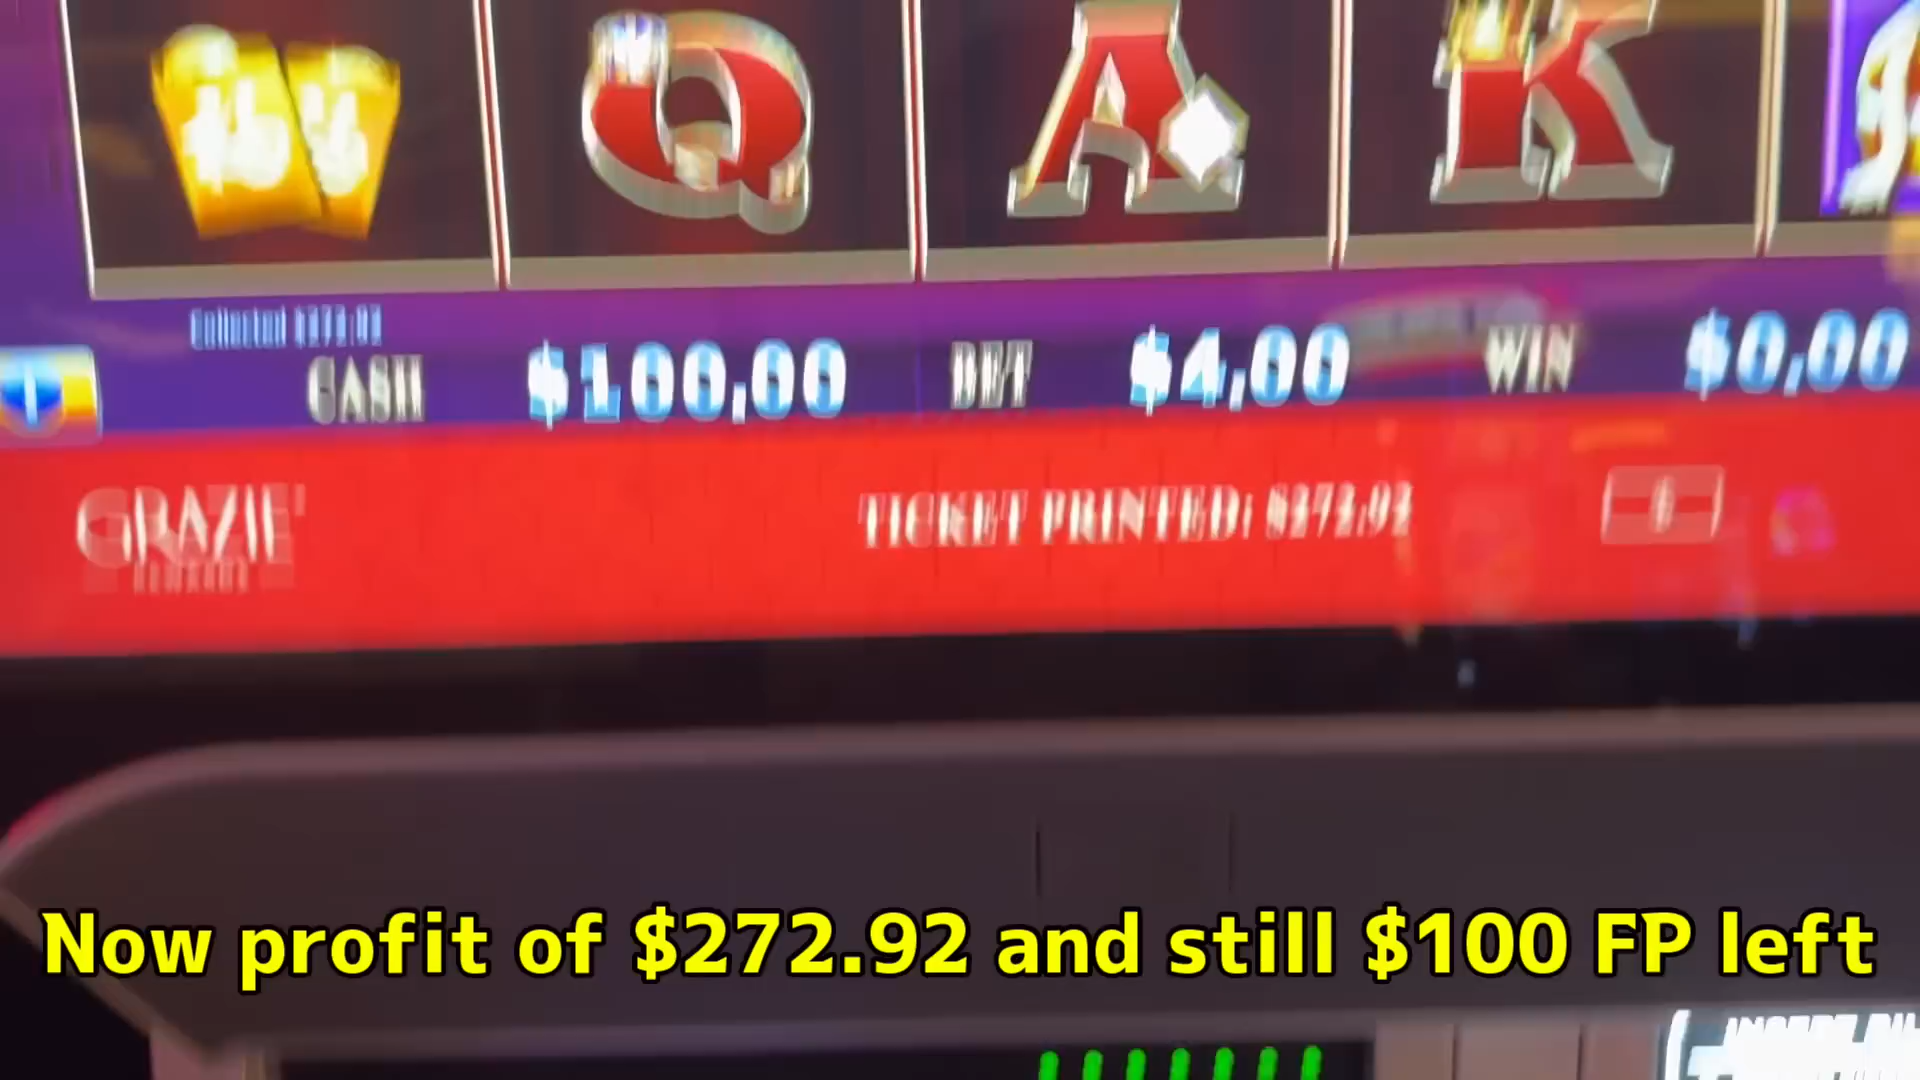 Q A K
Collected $272.92
CASH $100.00 BET $4.00 WIN $0.00
GRAZIE
REWARDS
TICKET PRINTED: $272.92
Now profit of $272.92 and still $100 FP left